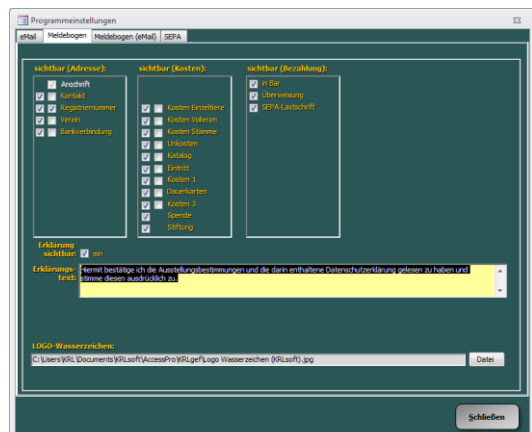 Programmeinstellungen
eMail Meldebogen Meldebogen (eMail) SEPA
sichtbar (Adresse): sichtbar (Kosten): sichtbar (Bezahlung):
Anschrift
Kontakt
Registriernummer
Verein
Bankverbindung
Kosten Einzeltiere
Kosten Volieren
Kosten Stämme
Unkosten
Katalog
Eintritt
Kosten 1
Dauerkarten
Kosten 3
Spende
Stiftung
in Bar
Überweisung
SEPA-Lastschrift
Erklärung
sichtbar: ein
Erklärungs-
text:
Hiermit bestätige ich die Ausstellungsbestimmungen und die darin enthaltene Datenschutzerklärung gelesen zu haben und
stimme diesen ausdrücklich zu.
LOGO-Wasserzeichen:
C:\Users\KRL\Documents\KRLsoft\AccessPro\KRLgef\Logo Wasserzeichen (KRLsoft).jpg Datei
Schließen